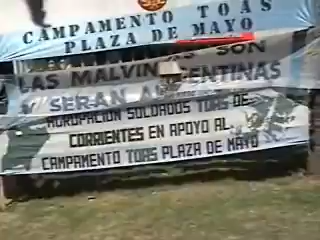 CAMPAMENTO TOAS
PLAZA DE MAYO
LAS MALVINAS SON ARGENTINAS
Y SERAN
AGRUPACION SOLDADOS TOAS DE
CORRIENTES EN APOYO AL
CAMPAMENTO TOAS PLAZA DE MAYO